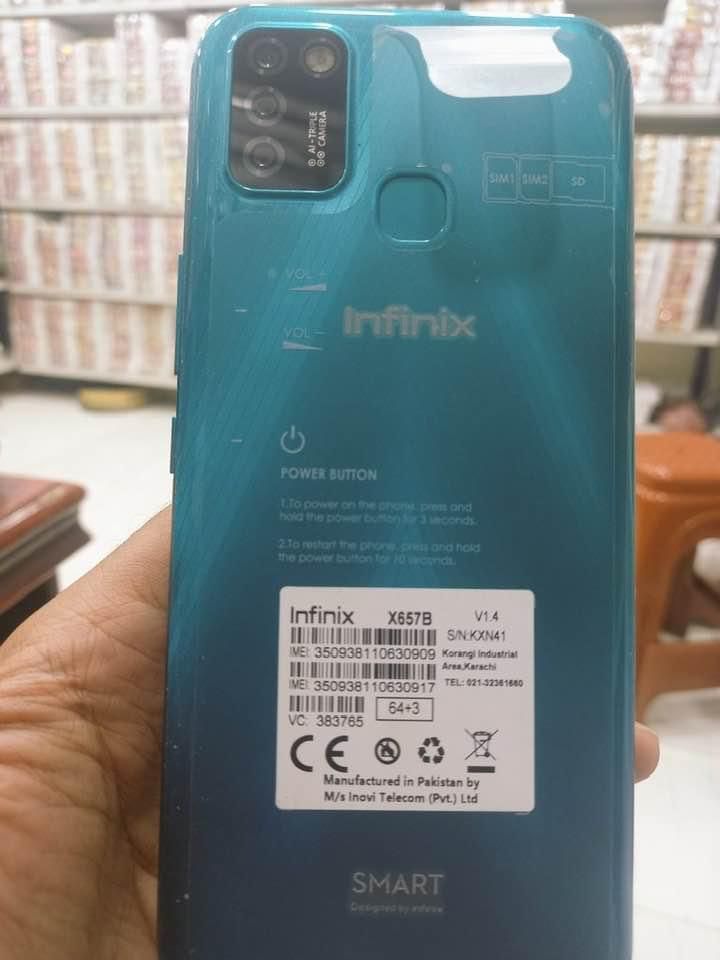 AI-TRIPLE
CAMERA
SIM1 SIM2 SD
VOL +
VOL –
Infinix
POWER BUTTON
1.To power on the phone, press and
hold the power button for 3 seconds.
2.To restart the phone, press and hold
the power button for 10 seconds.
Infinix X657B V1.4
S/N:KXN41
IMEI: 350938110630909
Korangi Industrial
Area,Karachi
IMEI: 350938110630917
TEL: 021-32361660
64+3
VC: 383765
CE
Manufactured in Pakistan by
M/s Inovi Telecom (Pvt.) Ltd
SMART
Designed by Infinix